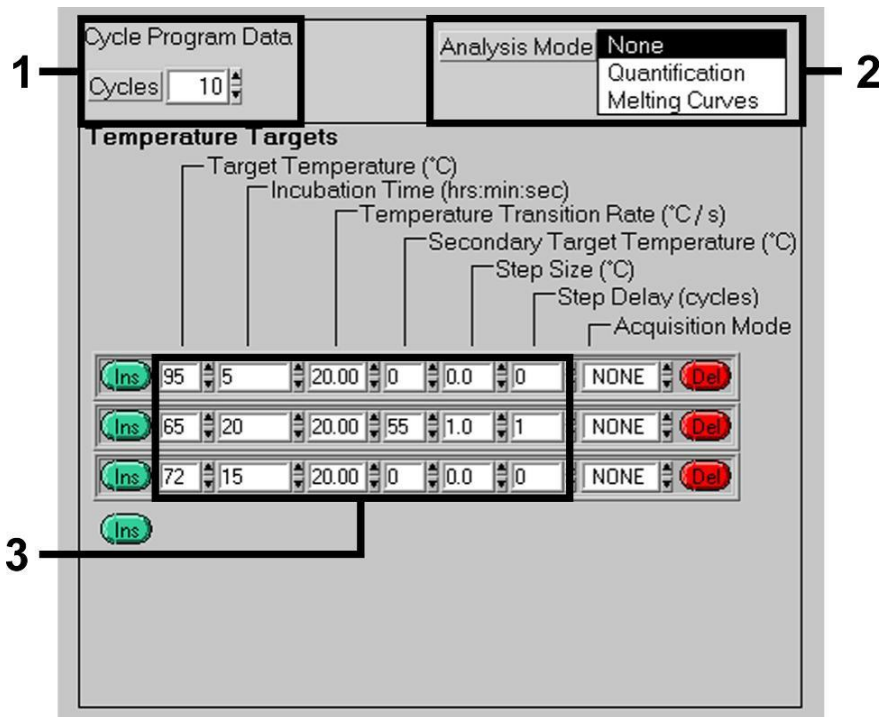 1
Cycle Program Data
Cycles 10
Analysis Mode None
Quantification
Melting Curves
2
Temperature Targets
Target Temperature (°C)
Incubation Time (hrs:min:sec)
Temperature Transition Rate (°C / s)
Secondary Target Temperature (°C)
Step Size (°C)
Step Delay (cycles)
Acquisition Mode
Ins 95 5 20.00 0 0.0 0 NONE Del
Ins 65 20 20.00 55 1.0 1 NONE Del
Ins 72 15 20.00 0 0.0 0 NONE Del
Ins
3